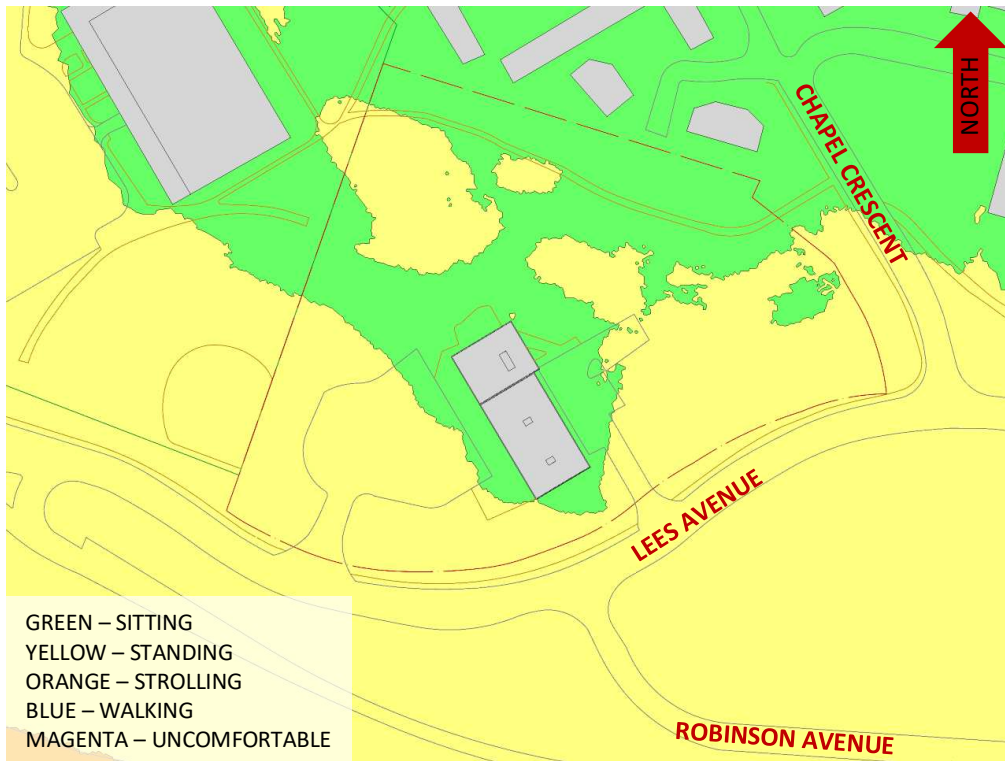 NORTH
CHAPEL CRESCENT
LEES AVENUE
GREEN – SITTING
YELLOW – STANDING
ORANGE – STROLLING
BLUE – WALKING
MAGENTA – UNCOMFORTABLE
ROBINSON AVENUE